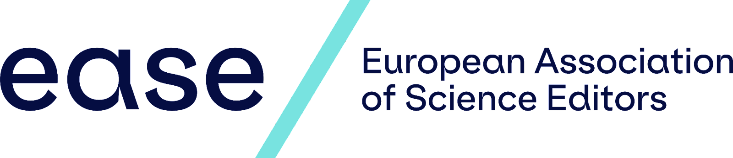 ease
European Association
of Science Editors